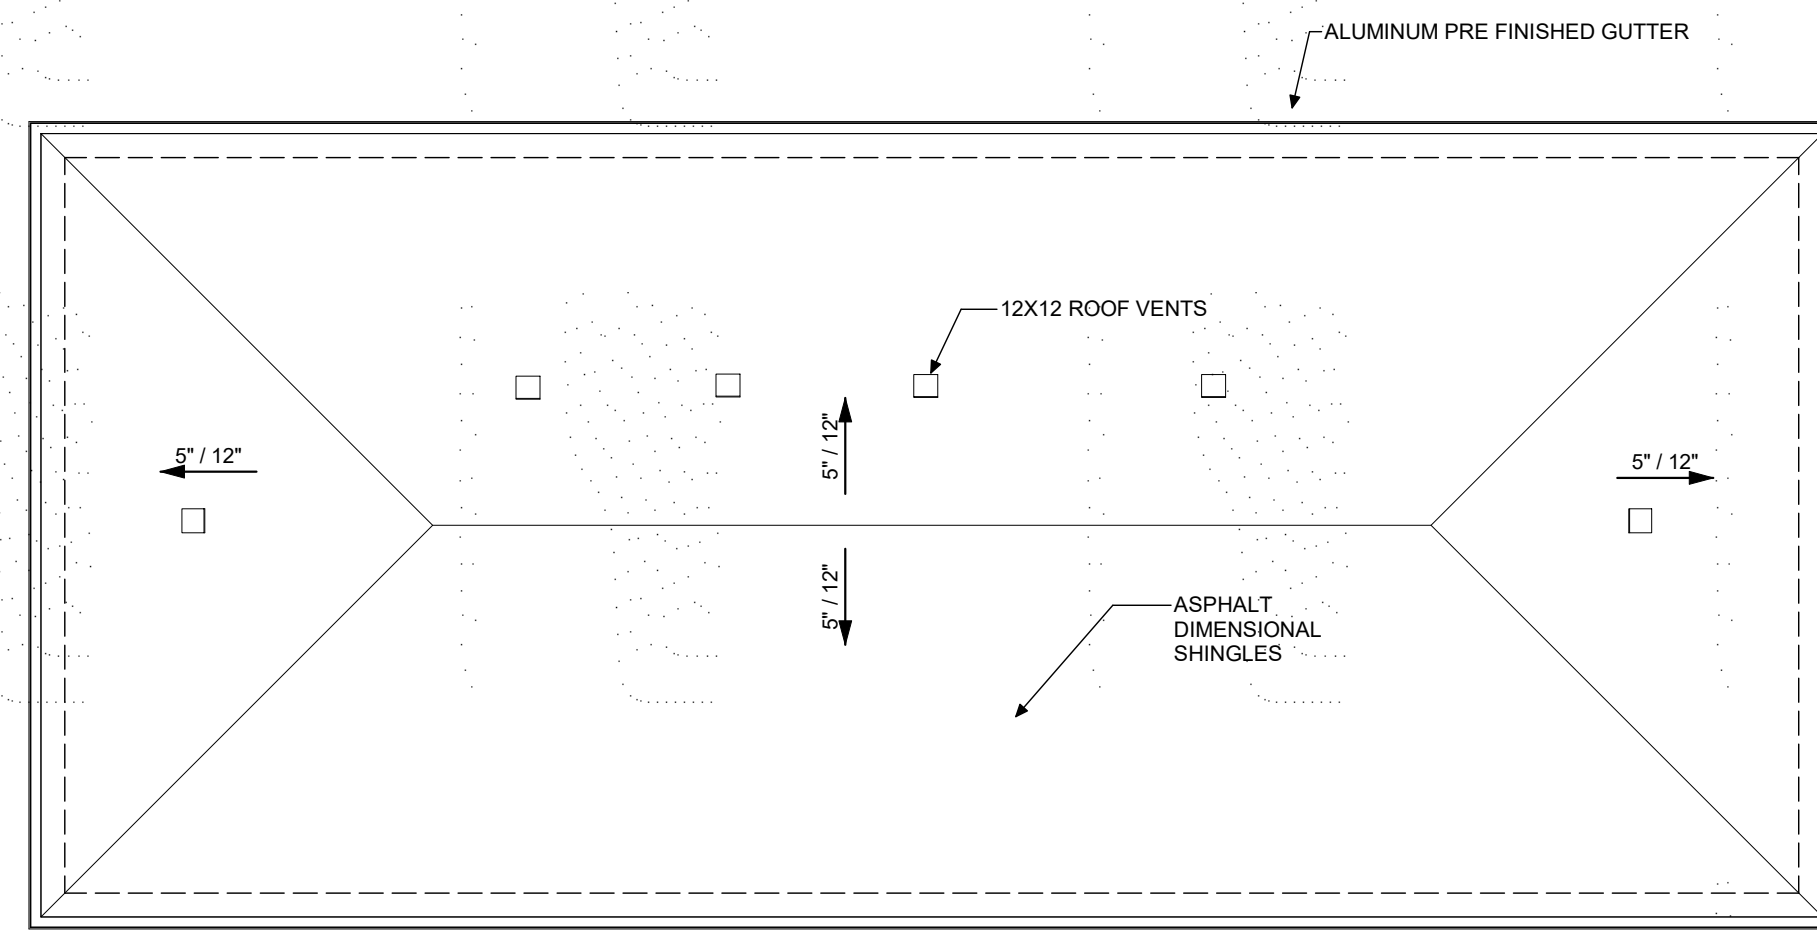 ALUMINUM PRE FINISHED GUTTER
12X12 ROOF VENTS
5" / 12"
5" / 12"
5" / 12"
5" / 12"
ASPHALT
DIMENSIONAL
SHINGLES